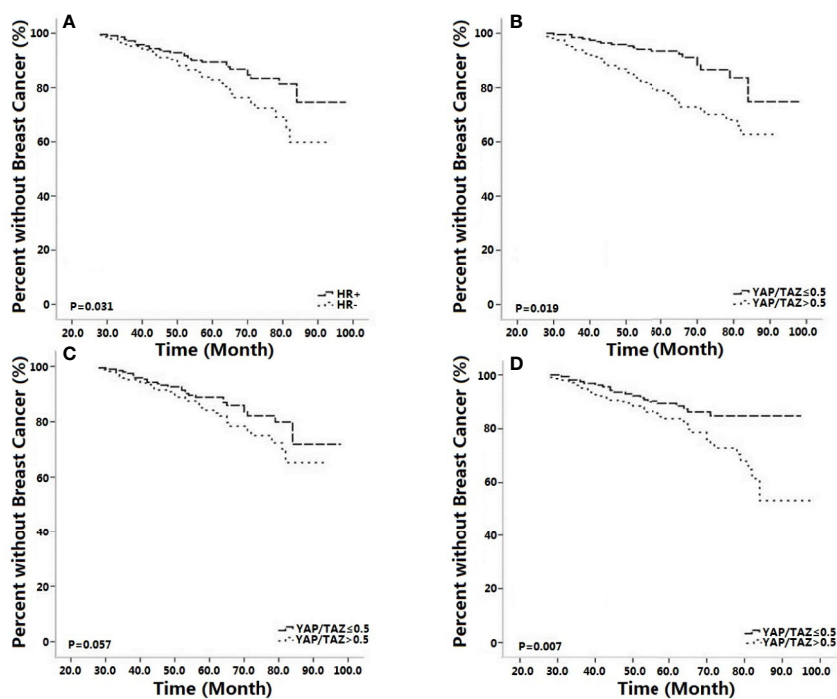 A
Percent without Breast Cancer (%)
100
80
60
40
20
0
HR+
HR-
P=0.031
20.0 30.0 40.0 50.0 60.0 70.0 80.0 90.0 100.0
Time (Month)
B
Percent without Breast Cancer (%)
100
80
60
40
20
0
YAP/TAZ≤0.5
YAP/TAZ>0.5
P=0.019
20.0 30.0 40.0 50.0 60.0 70.0 80.0 90.0 100.0
Time (Month)
C
Percent without Breast Cancer (%)
100
80
60
40
20
0
YAP/TAZ≤0.5
YAP/TAZ>0.5
P=0.057
20.0 30.0 40.0 50.0 60.0 70.0 80.0 90.0 100.0
Time (Month)
D
Percent without Breast Cancer (%)
100
80
60
40
20
0
YAP/TAZ≤0.5
YAP/TAZ>0.5
P=0.007
20.0 30.0 40.0 50.0 60.0 70.0 80.0 90.0 100.0
Time (Month)